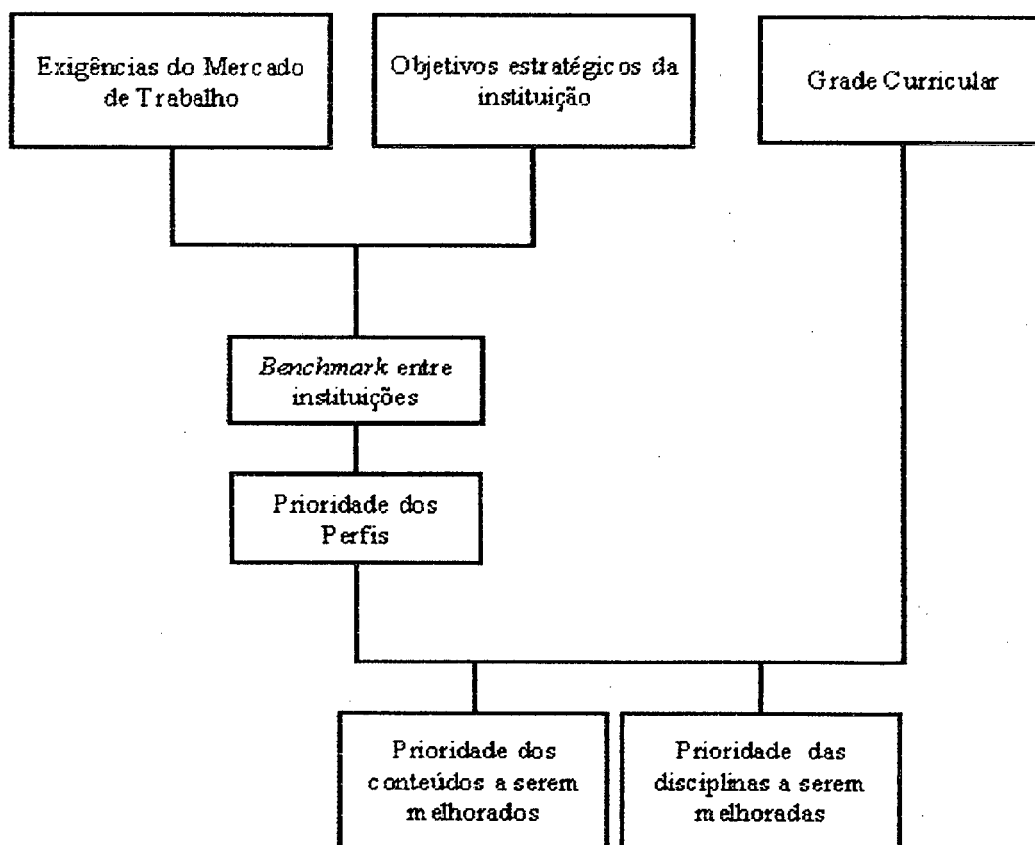 Exigências do Mercado
de Trabalho
Objetivos estratégicos da
instituição
Grade Curricular
Benchmark entre
instituições
Prioridade dos
Perfis
Prioridade dos
conteúdos a serem
melhorados
Prioridade das
disciplinas a serem
melhoradas